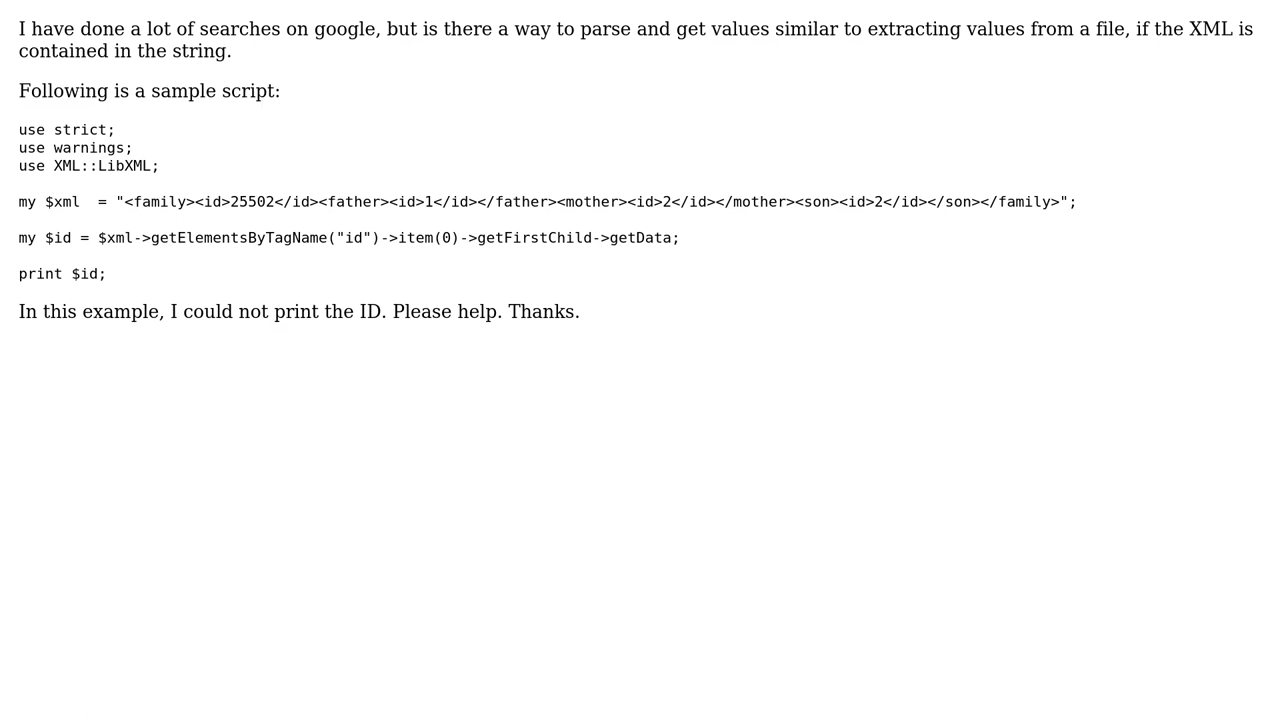 I have done a lot of searches on google, but is there a way to parse and get values similar to extracting values from a file, if the XML is
contained in the string.
Following is a sample script:
use strict;
use warnings;
use XML::LibXML;
my $xml  = "<family><id>25502</id><father><id>1</id></father><mother><id>2</id></mother><son><id>2</id></son></family>";
my $id = $xml->getElementsByTagName("id")->item(0)->getFirstChild->getData;
print $id;
In this example, I could not print the ID. Please help. Thanks.